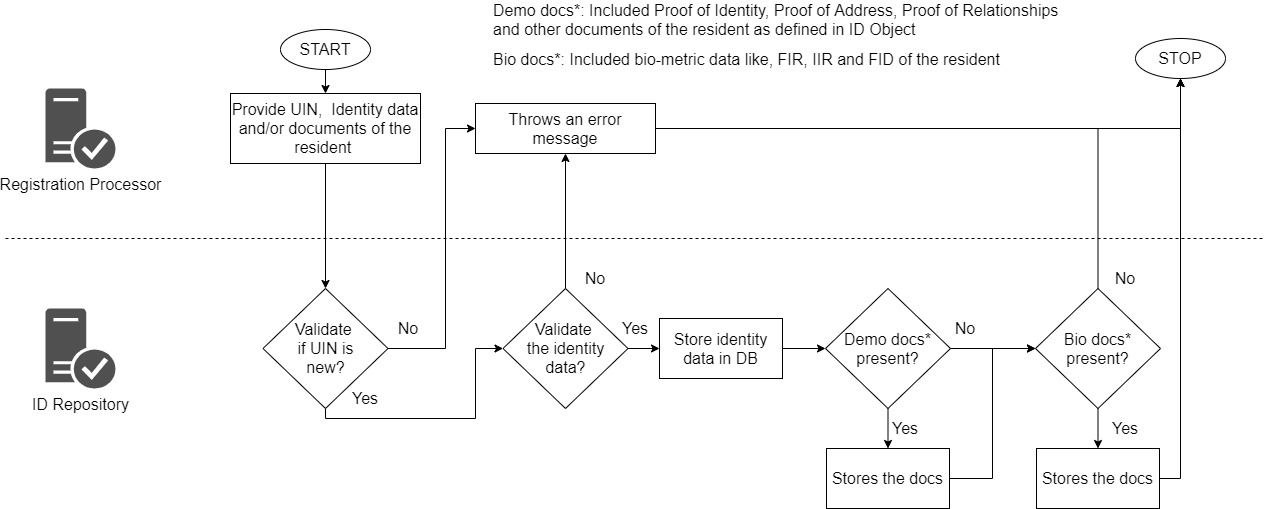 Demo docs*: Included Proof of Identity, Proof of Address, Proof of Relationships
and other documents of the resident as defined in ID Object
Bio docs*: Included bio-metric data like, FIR, IIR and FID of the resident
START
STOP
Provide UIN, Identity data
and/or documents of the
resident
Throws an error
message
Registration Processor
No
No
Validate
if UIN is
new?
No
Yes
Validate
the identity
data?
Yes
Store identity
data in DB
Demo docs*
present?
No
Bio docs*
present?
ID Repository
Yes
Yes
Stores the docs
Stores the docs